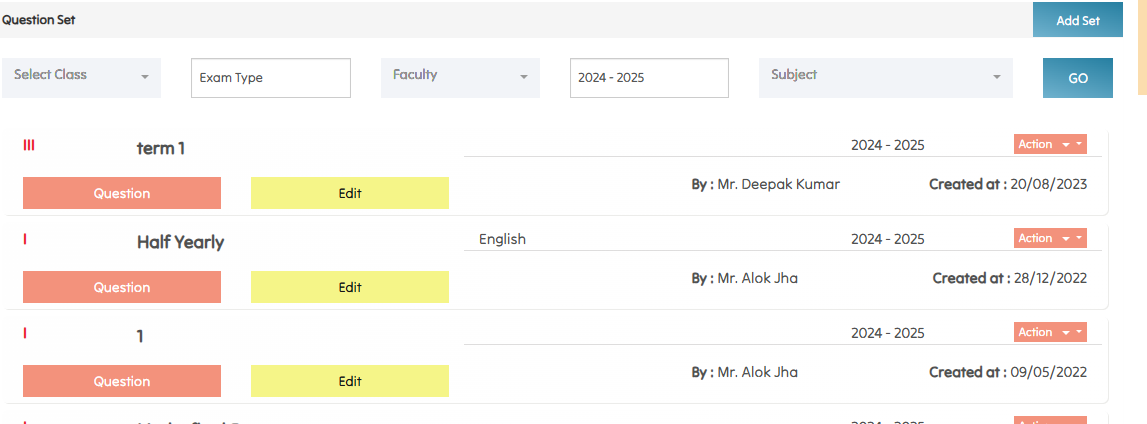 Question Set Add Set
Select Class Exam Type Faculty 2024 - 2025 Subject GO
III term 1 2024 - 2025 Action
Question Edit By : Mr. Deepak Kumar Created at : 20/08/2023
I Half Yearly English 2024 - 2025 Action
Question Edit By : Mr. Alok Jha Created at : 28/12/2022
I 1 2024 - 2025 Action
Question Edit By : Mr. Alok Jha Created at : 09/05/2022